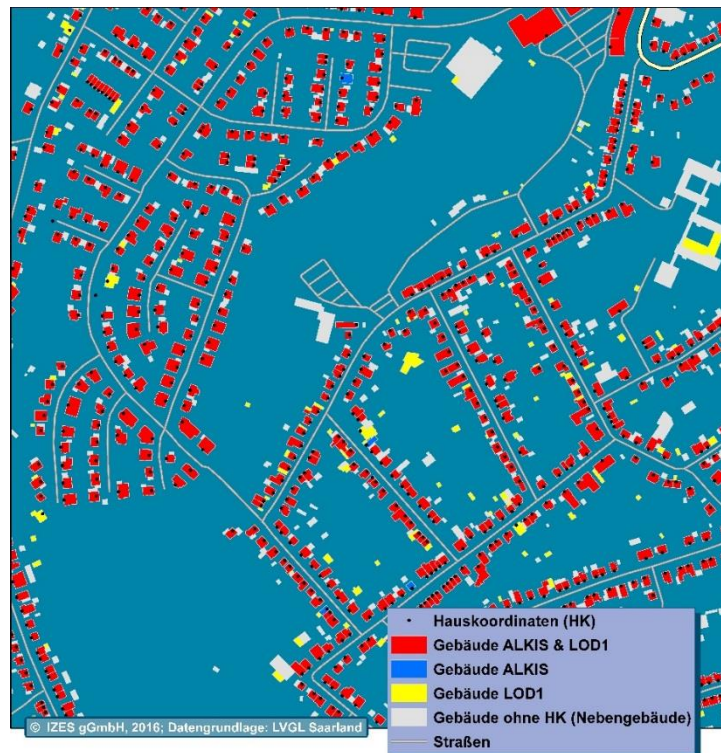 Hauskoordinaten (HK)
Gebäude ALKIS & LOD1
Gebäude ALKIS
Gebäude LOD1
Gebäude ohne HK (Nebengebäude)
Straßen
© IZES gGmbH, 2016; Datengrundlage: LVGL Saarland